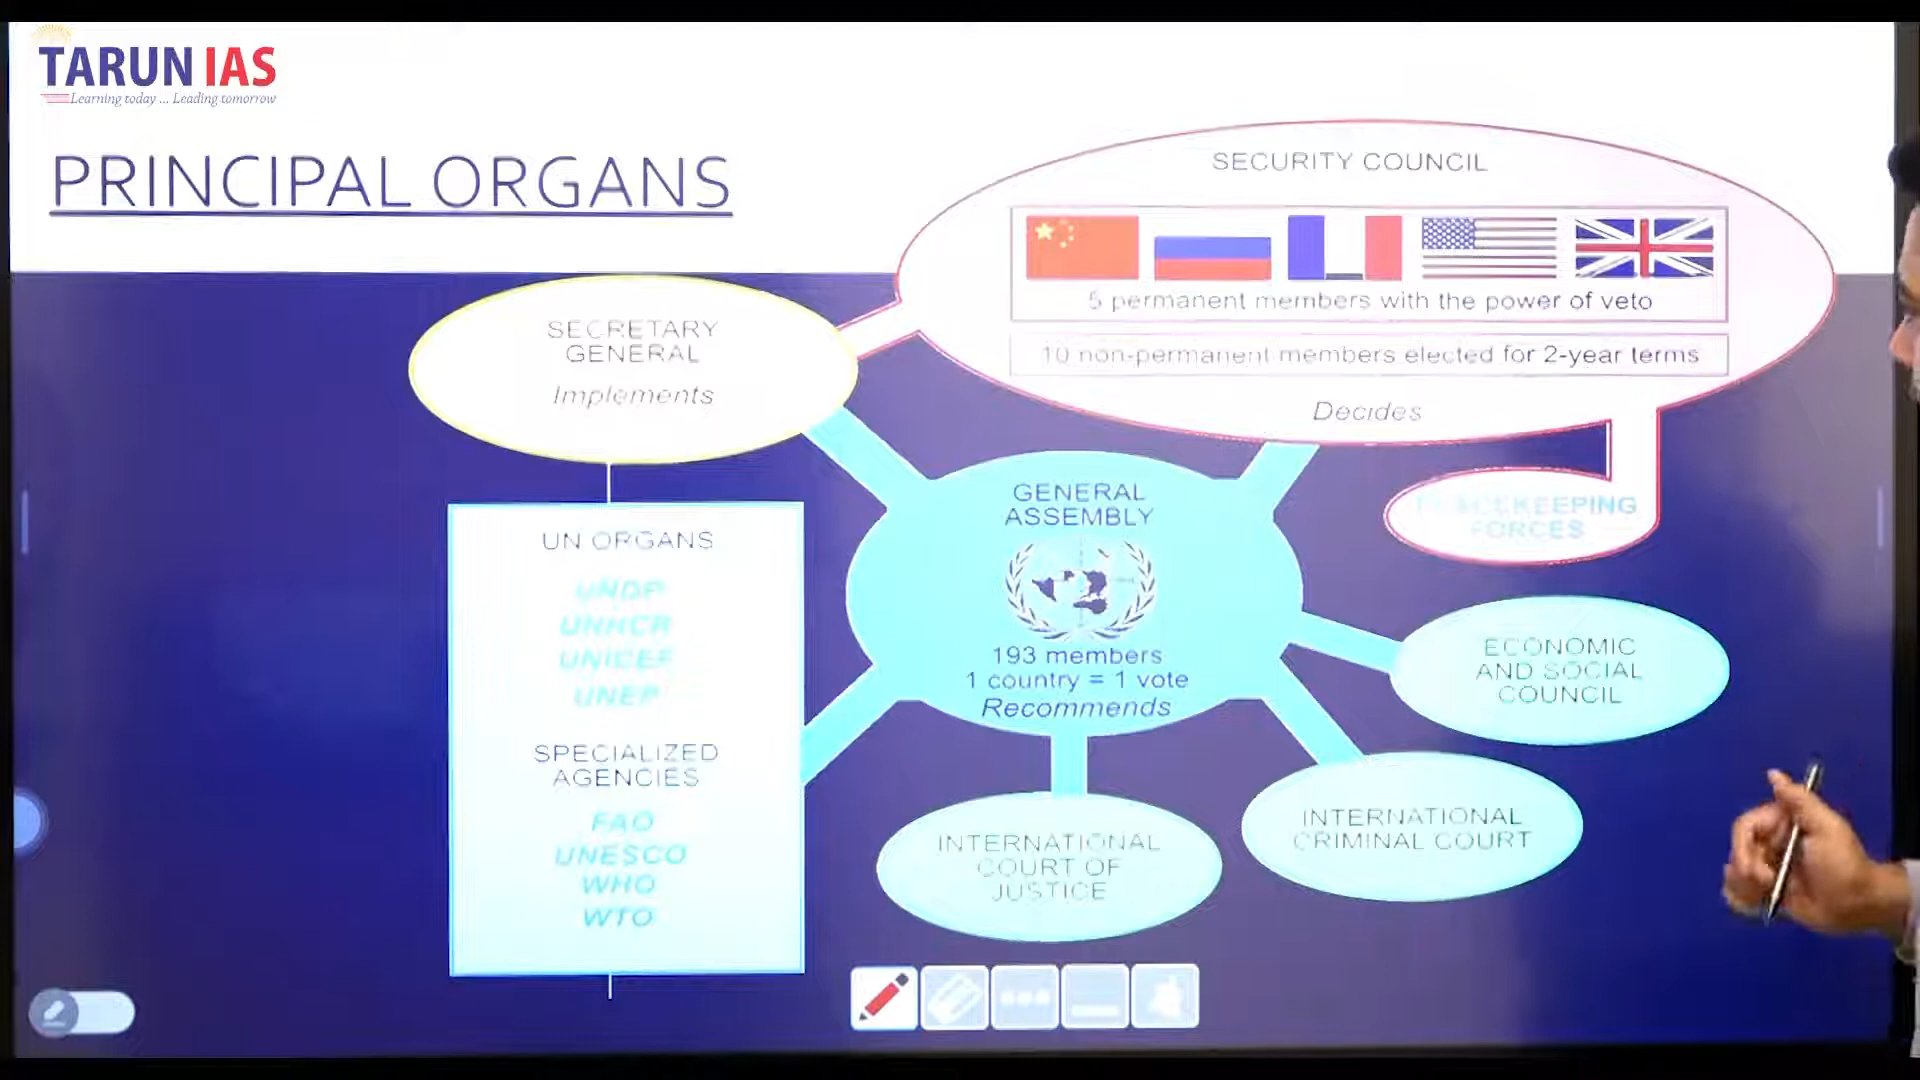 TARUN IAS
Learning today ... Leading tomorrow
PRINCIPAL ORGANS
SECURITY COUNCIL
5 permanent members with the power of veto
10 non-permanent members elected for 2-year terms
Decides
SECRETARY
GENERAL
Implements
GENERAL
ASSEMBLY
193 members
1 country = 1 vote
Recommends
PEACEKEEPING
FORCES
UN ORGANS
UNDP
UNHCR
UNICEF
UNEP
SPECIALIZED
AGENCIES
FAO
UNESCO
WHO
WTO
ECONOMIC
AND SOCIAL
COUNCIL
INTERNATIONAL
CRIMINAL COURT
INTERNATIONAL
COURT OF
JUSTICE